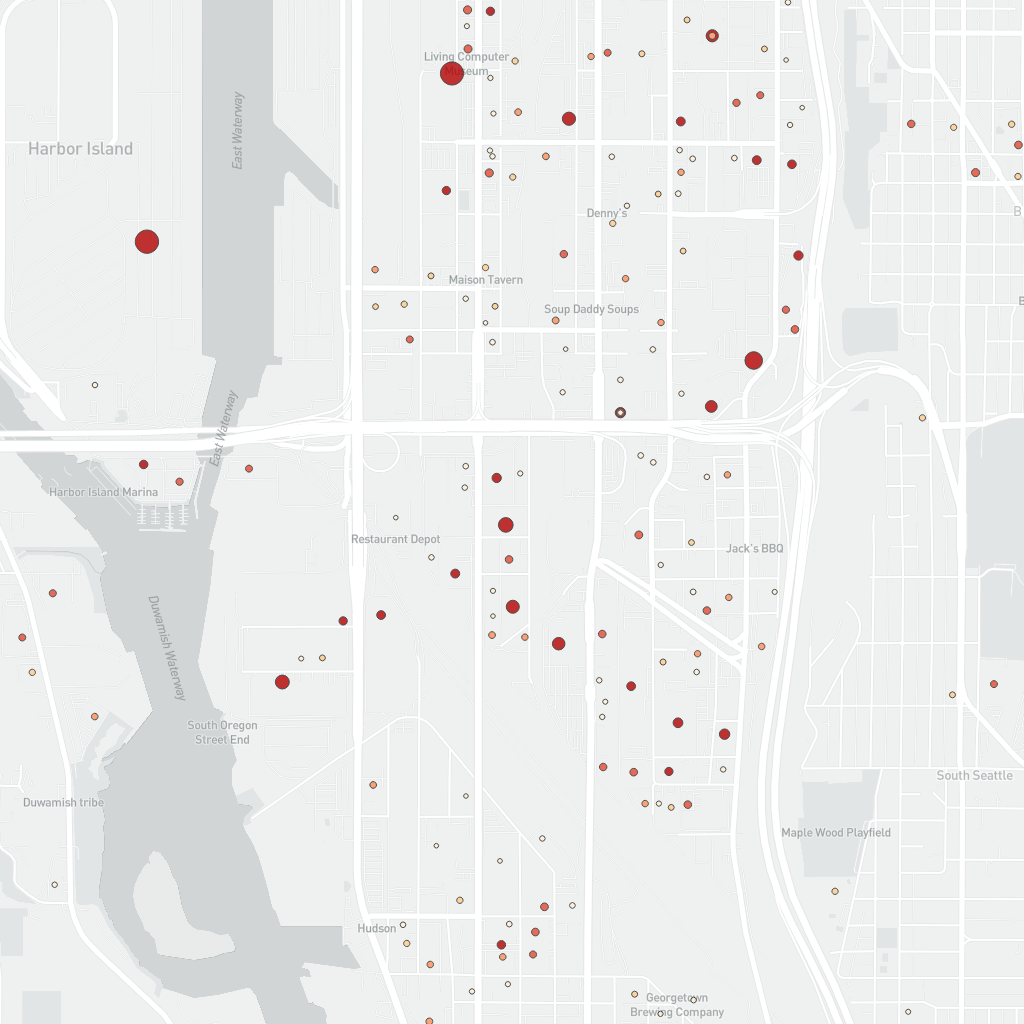 Living Computer
Museum
East Waterway
Harbor Island
Denny's
B
Maison Tavern
B
Soup Daddy Soups
East Waterway
Harbor Island Marina
Restaurant Depot
Jack's BBQ
Duwamish Waterway
South Oregon
Street End
South Seattle
Duwamish tribe
Maple Wood Playfield
Hudson
Georgetown
Brewing Company